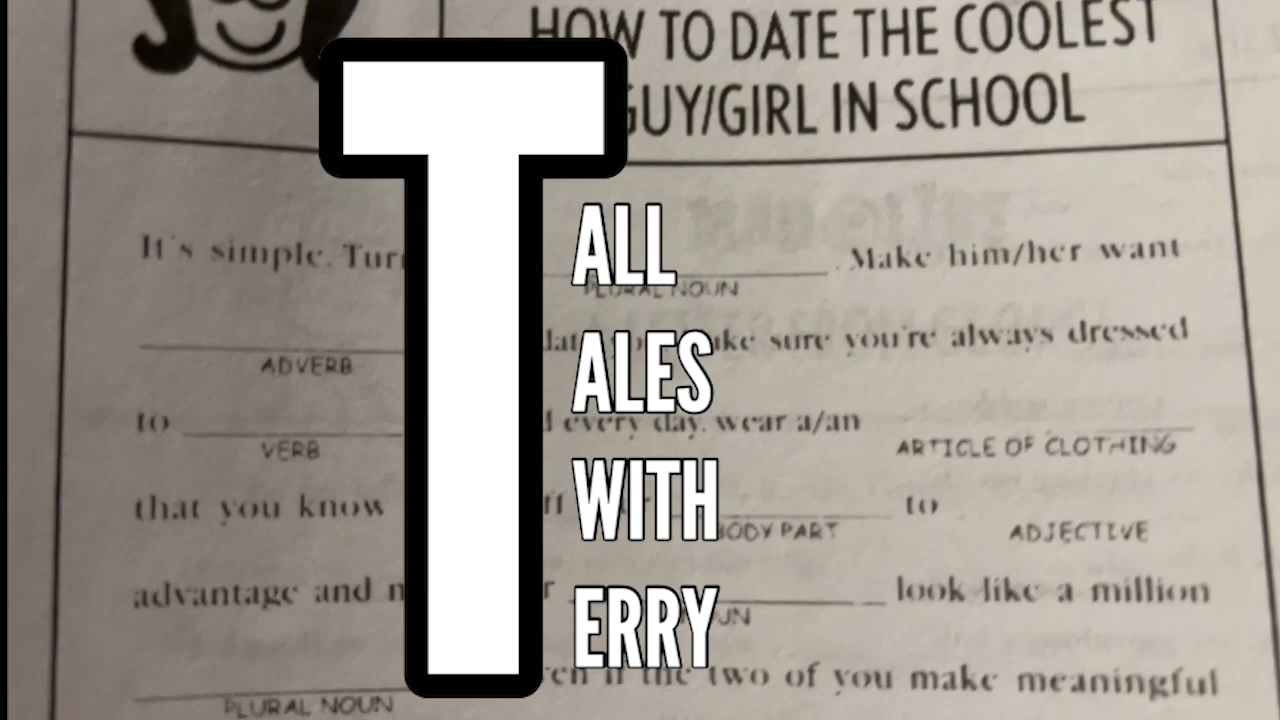 HOW TO DATE THE COOLEST
GUY/GIRL IN SCHOOL
T
ALL
ALES
WITH
ERRY
It's simple. Make him/her want
PLURAL NOUN
sure you're always dressed
ADVERB
to every day, wear a/an
VERB ARTICLE OF CLOTHING
that you know to
BODY PART ADJECTIVE
advantage and look like a million
the two of you make meaningful
PLURAL NOUN